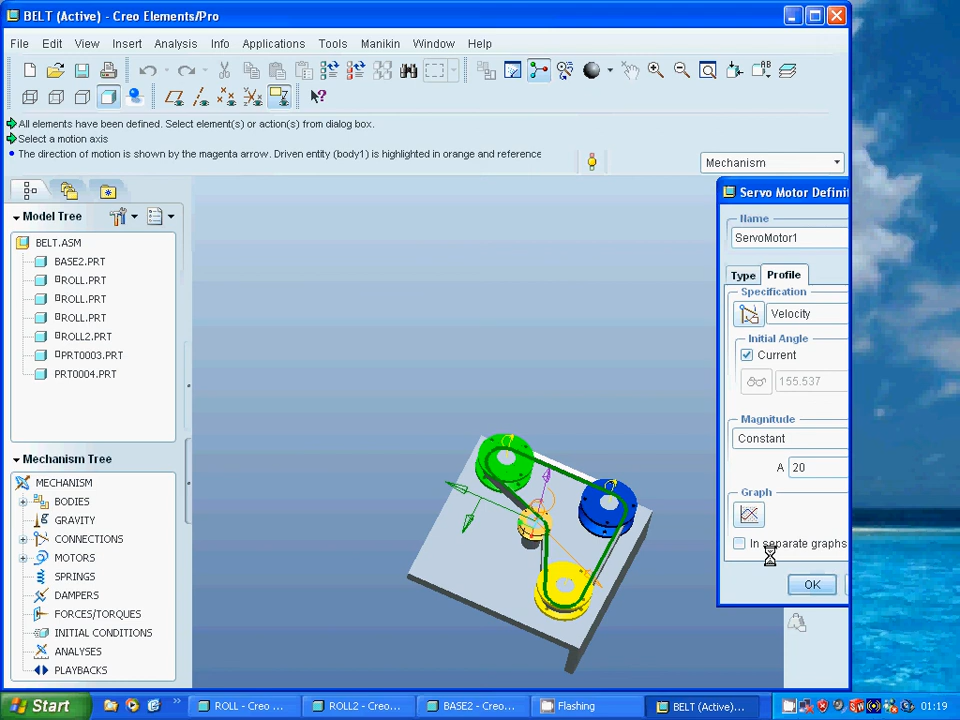 BELT (Active) - Creo Elements/Pro
File Edit View Insert Analysis Info Applications Tools Manikin Window Help
All elements have been defined. Select element(s) or action(s) from dialog box.
Select a motion axis
The direction of motion is shown by the magenta arrow. Driven entity (body1) is highlighted in orange and reference
Mechanism
Model Tree
BELT.ASM
BASE2.PRT
ROLL.PRT
ROLL.PRT
ROLL.PRT
ROLL2.PRT
PRT0003.PRT
PRT0004.PRT
Mechanism Tree
MECHANISM
BODIES
GRAVITY
CONNECTIONS
MOTORS
SPRINGS
DAMPERS
FORCES/TORQUES
INITIAL CONDITIONS
ANALYSES
PLAYBACKS
Servo Motor Defini
Name
ServoMotor1
Type Profile
Specification
Velocity
Initial Angle
Current
155.537
Magnitude
Constant
A 20
Graph
In separate graphs
OK
Start
ROLL - Creo ...
ROLL2 - Creo...
BASE2 - Creo...
Flashing
BELT (Active)...
01:19